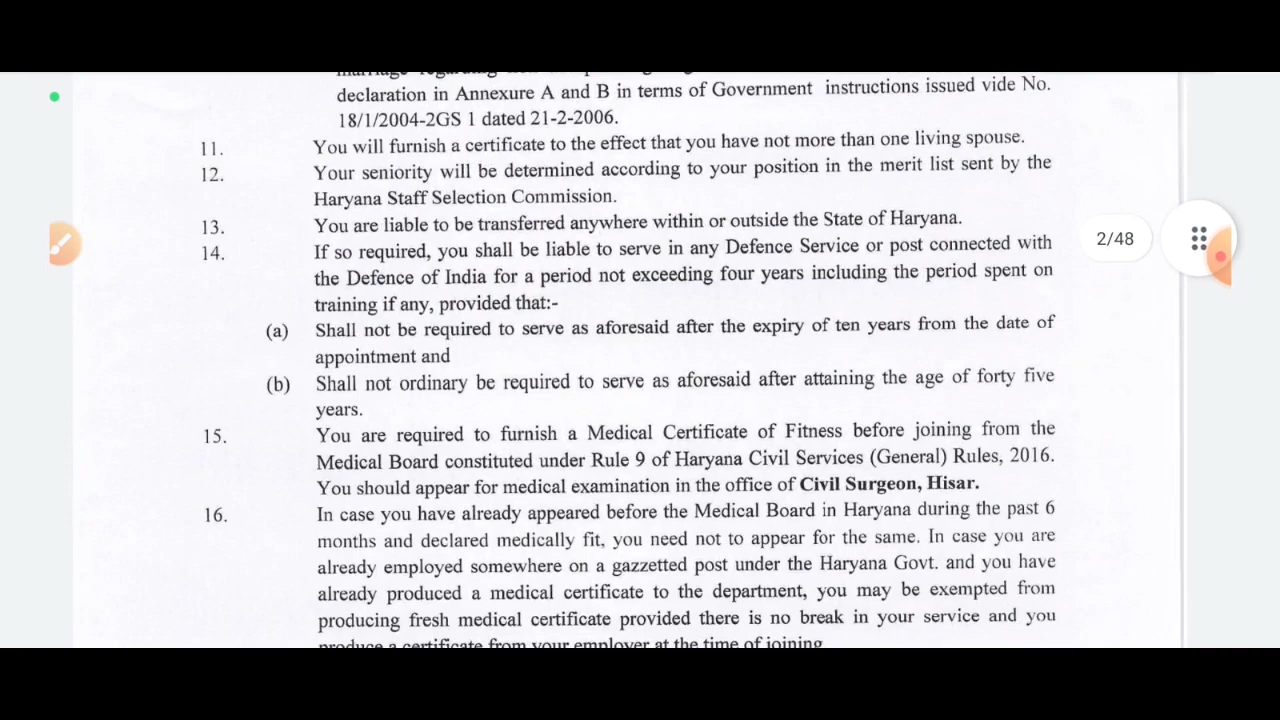 declaration in Annexure A and B in terms of Government instructions issued vide No.
18/1/2004-2GS 1 dated 21-2-2006.
11. You will furnish a certificate to the effect that you have not more than one living spouse.
12. Your seniority will be determined according to your position in the merit list sent by the
Haryana Staff Selection Commission.
13. You are liable to be transferred anywhere within or outside the State of Haryana.
2/48
14. If so required, you shall be liable to serve in any Defence Service or post connected with
the Defence of India for a period not exceeding four years including the period spent on
training if any, provided that:-
(a) Shall not be required to serve as aforesaid after the expiry of ten years from the date of
appointment and
(b) Shall not ordinary be required to serve as aforesaid after attaining the age of forty five
years.
15. You are required to furnish a Medical Certificate of Fitness before joining from the
Medical Board constituted under Rule 9 of Haryana Civil Services (General) Rules, 2016.
You should appear for medical examination in the office of Civil Surgeon, Hisar.
16. In case you have already appeared before the Medical Board in Haryana during the past 6
months and declared medically fit, you need not to appear for the same. In case you are
already employed somewhere on a gazzetted post under the Haryana Govt. and you have
already produced a medical certificate to the department, you may be exempted from
producing fresh medical certificate provided there is no break in your service and you
produce a certificate from your employer at the time of joining